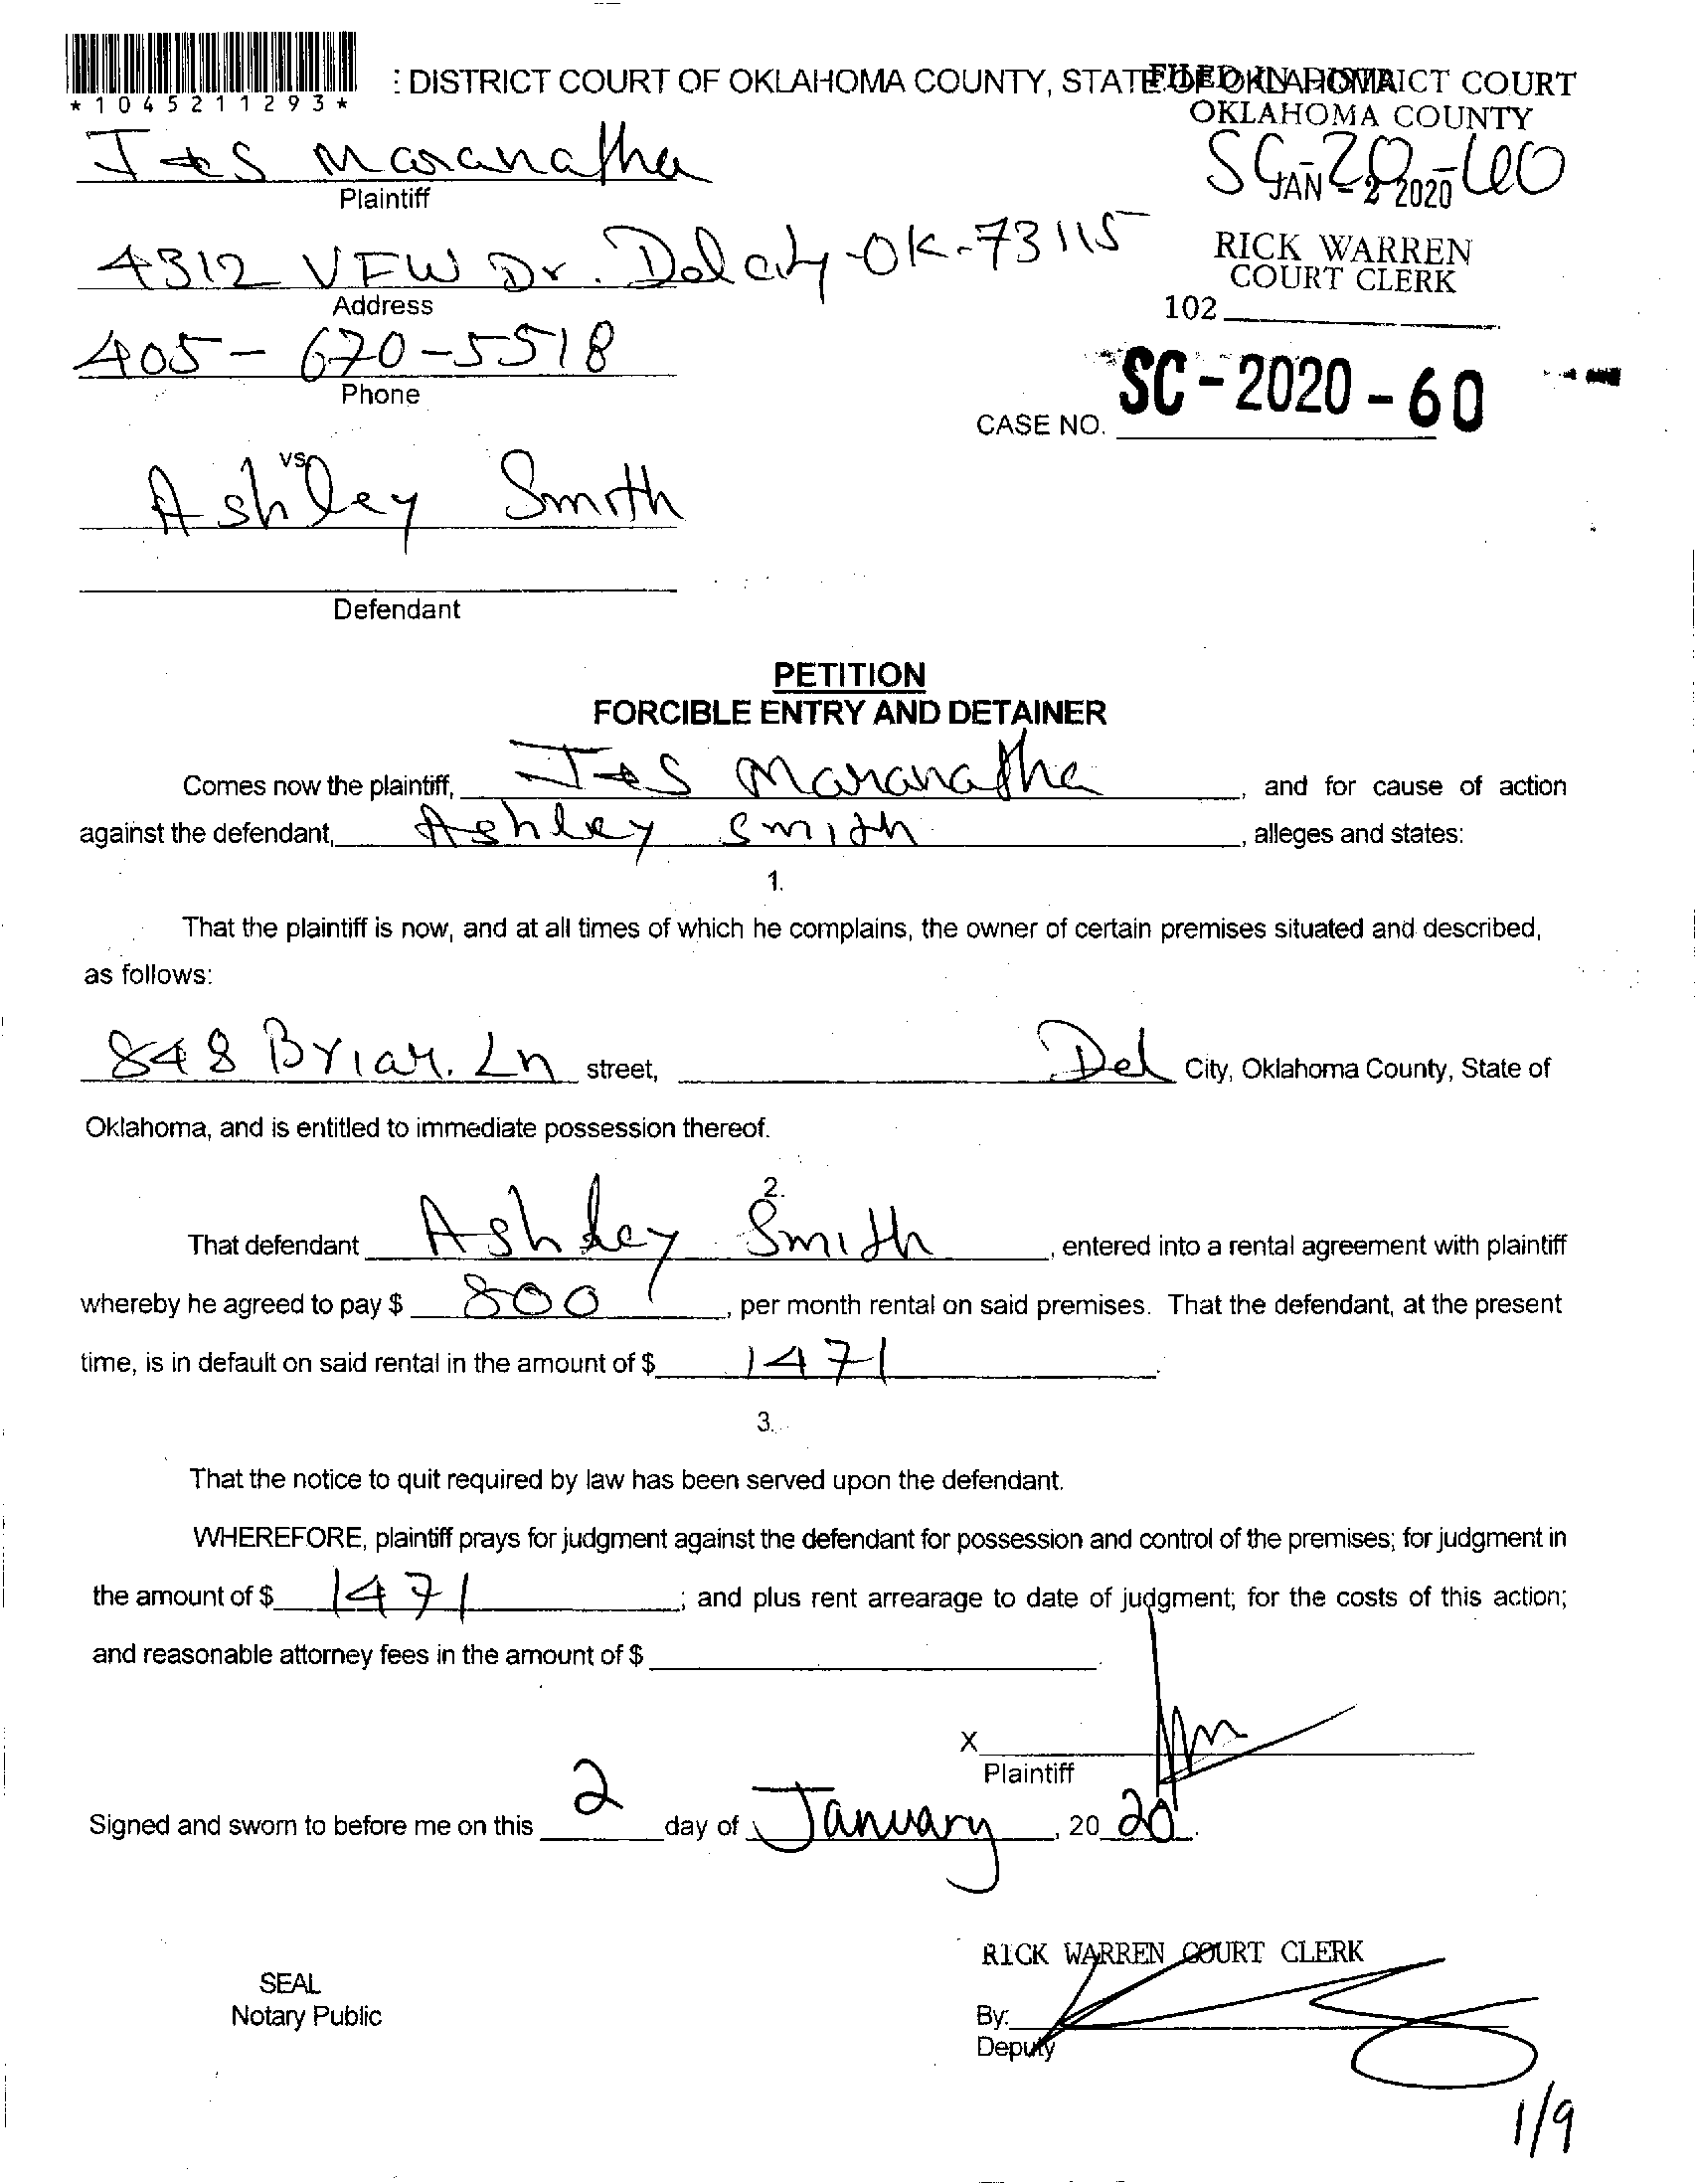 *1045211293*
: DISTRICT COURT OF OKLAHOMA COUNTY, STATE OF OKLAHOMA
FILED IN DISTRICT COURT
OKLAHOMA COUNTY
J & S Maranatha
SC-20-60
Plaintiff
JAN - 2 2020
4312 VFW Dr. Del city-OK-73115
RICK WARREN
COURT CLERK
Address
102
405-670-5518
Phone
CASE NO. SC-2020-60
vs.
Ashley Smith
Defendant
PETITION
FORCIBLE ENTRY AND DETAINER
Comes now the plaintiff, J & S Maranatha, and for cause of action
against the defendant, Ashley Smith, alleges and states:
1.
That the plaintiff is now, and at all times of which he complains, the owner of certain premises situated and described,
as follows:
848 Briar. Ln street, Del City, Oklahoma County, State of
Oklahoma, and is entitled to immediate possession thereof.
2.
That defendant Ashley Smith, entered into a rental agreement with plaintiff
whereby he agreed to pay $ 800, per month rental on said premises. That the defendant, at the present
time, is in default on said rental in the amount of $ 1471.
3.
That the notice to quit required by law has been served upon the defendant.
WHEREFORE, plaintiff prays for judgment against the defendant for possession and control of the premises; for judgment in
the amount of $ 1471; and plus rent arrearage to date of judgment; for the costs of this action;
and reasonable attorney fees in the amount of $
X
Plaintiff
Signed and sworn to before me on this 2 day of January, 20 20.
RICK WARREN COURT CLERK
SEAL
Notary Public
By:
Deputy
1/9